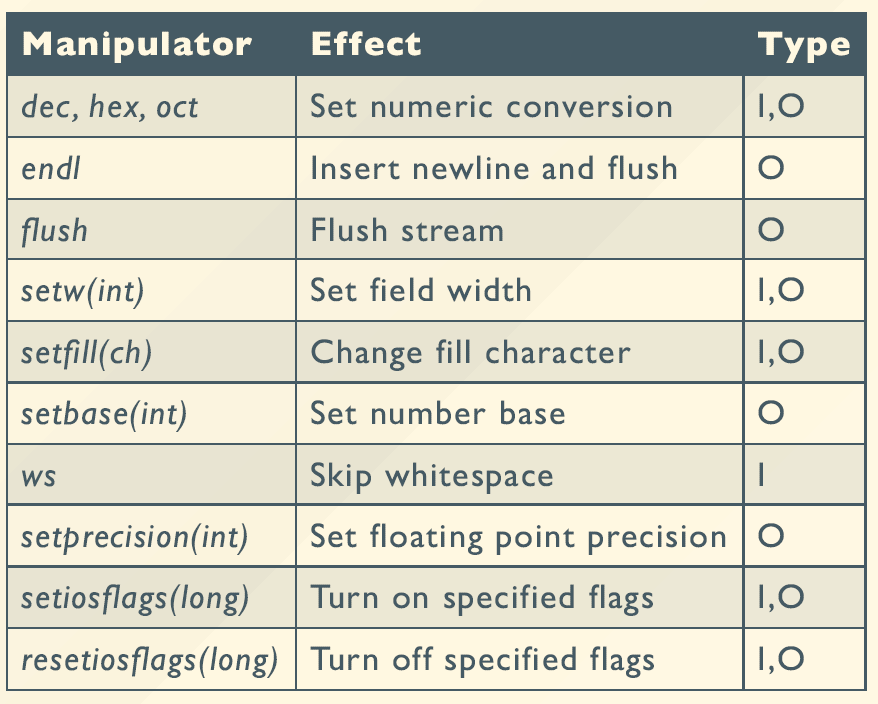 Manipulator Effect Type
dec, hex, oct Set numeric conversion I,O
endl Insert newline and flush O
flush Flush stream O
setw(int) Set field width I,O
setfill(ch) Change fill character I,O
setbase(int) Set number base O
ws Skip whitespace I
setprecision(int) Set floating point precision O
setiosflags(long) Turn on specified flags I,O
resetiosflags(long) Turn off specified flags I,O